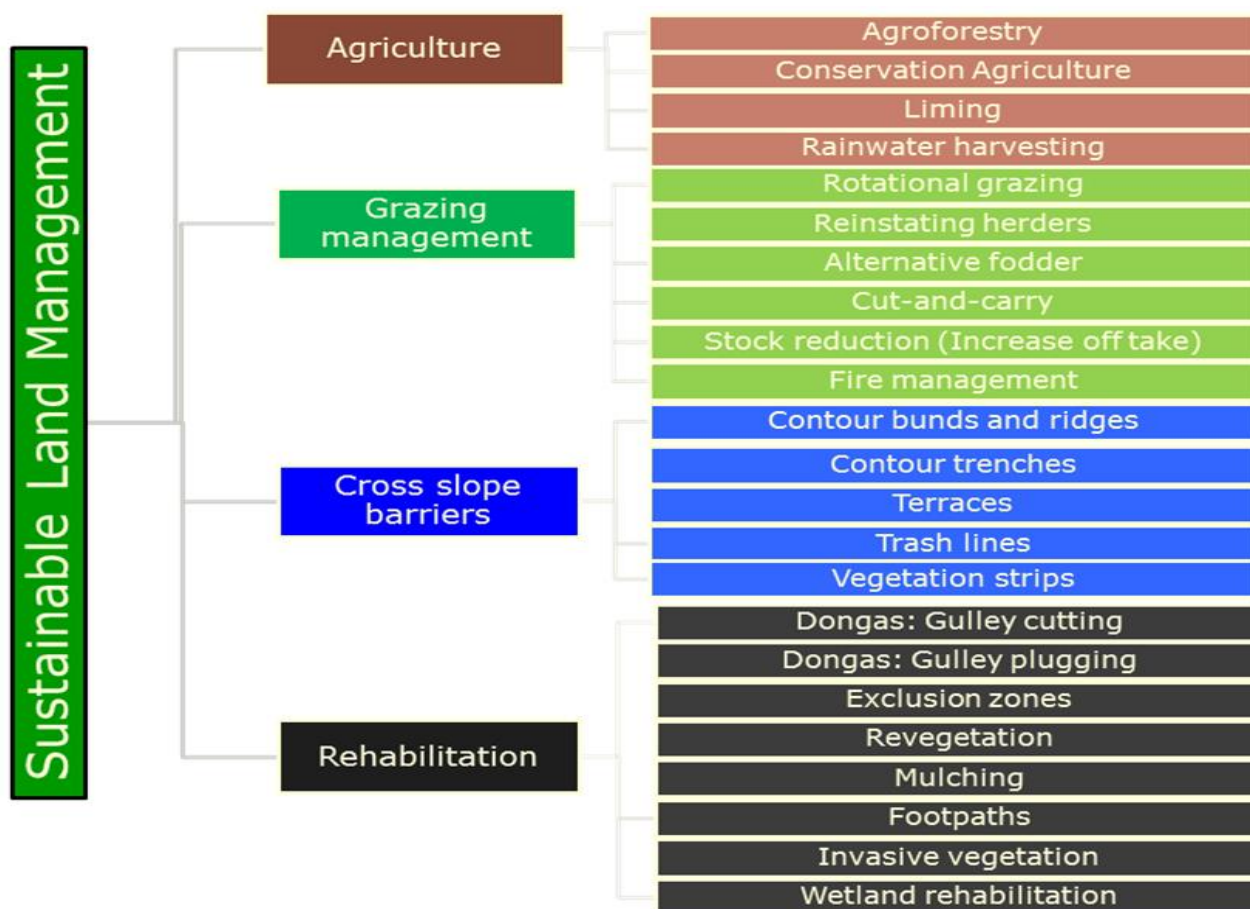 Sustainable Land Management
Agriculture
Agroforestry
Conservation Agriculture
Liming
Rainwater harvesting
Grazing
management
Rotational grazing
Reinstating herders
Alternative fodder
Cut-and-carry
Stock reduction (Increase off take)
Fire management
Cross slope
barriers
Contour bunds and ridges
Contour trenches
Terraces
Trash lines
Vegetation strips
Rehabilitation
Dongas: Gulley cutting
Dongas: Gulley plugging
Exclusion zones
Revegetation
Mulching
Footpaths
Invasive vegetation
Wetland rehabilitation